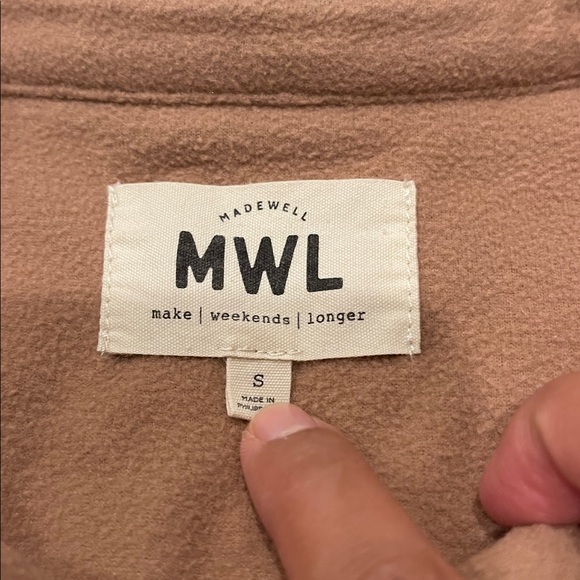 MADEWELL
MWL
make | weekends | longer
S
MADE IN